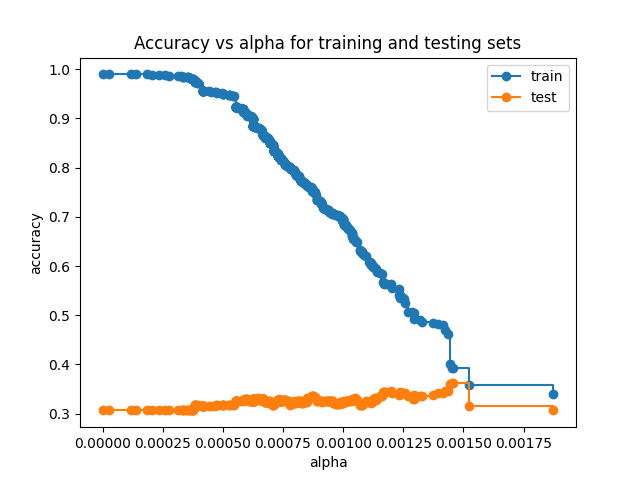 Accuracy vs alpha for training and testing sets
train
test
accuracy
1.0
0.9
0.8
0.7
0.6
0.5
0.4
0.3
0.00000 0.00025 0.00050 0.00075 0.00100 0.00125 0.00150 0.00175
alpha